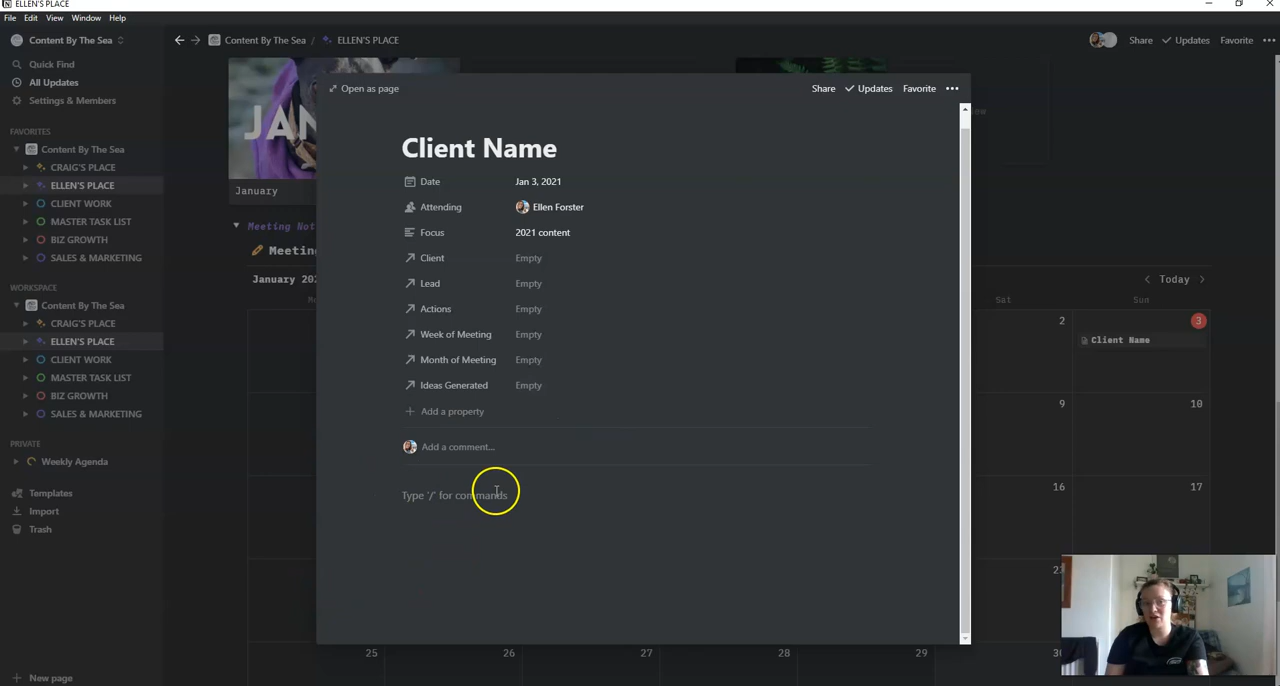 ELLEN'S PLACE
File Edit View Window Help
Content By The Sea
Content By The Sea / ELLEN'S PLACE
Share Updates Favorite
Quick Find
All Updates
Settings & Members
FAVORITES
Content By The Sea
CRAIG'S PLACE
ELLEN'S PLACE
CLIENT WORK
MASTER TASK LIST
BIZ GROWTH
SALES & MARKETING
WORKSPACE
Content By The Sea
CRAIG'S PLACE
ELLEN'S PLACE
CLIENT WORK
MASTER TASK LIST
BIZ GROWTH
SALES & MARKETING
PRIVATE
Weekly Agenda
Templates
Import
Trash
New page
JAN
January
Meeting Not
Meeting
January 202
Open as page
Share Updates Favorite
Client Name
Date Jan 3, 2021
Attending Ellen Forster
Focus 2021 content
Client Empty
Lead Empty
Actions Empty
Week of Meeting Empty
Month of Meeting Empty
Ideas Generated Empty
Add a property
Add a comment...
Type '/' for commands
Today
Sat Sun
2 3
Client Name
9 10
16 17
25 26 27 28 29